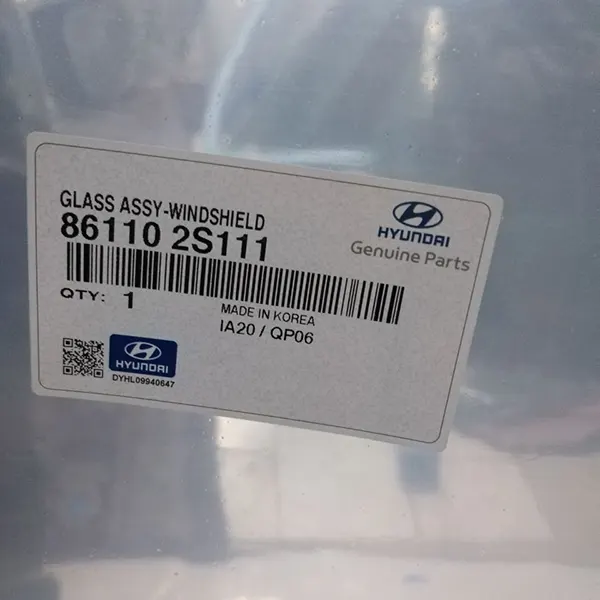 GLASS ASSY-WINDSHIELD
86110 2S111
HYUNDAI
Genuine Parts
QTY: 1
MADE IN KOREA
IA20 / QP06
HYUNDAI
DYHL09940647